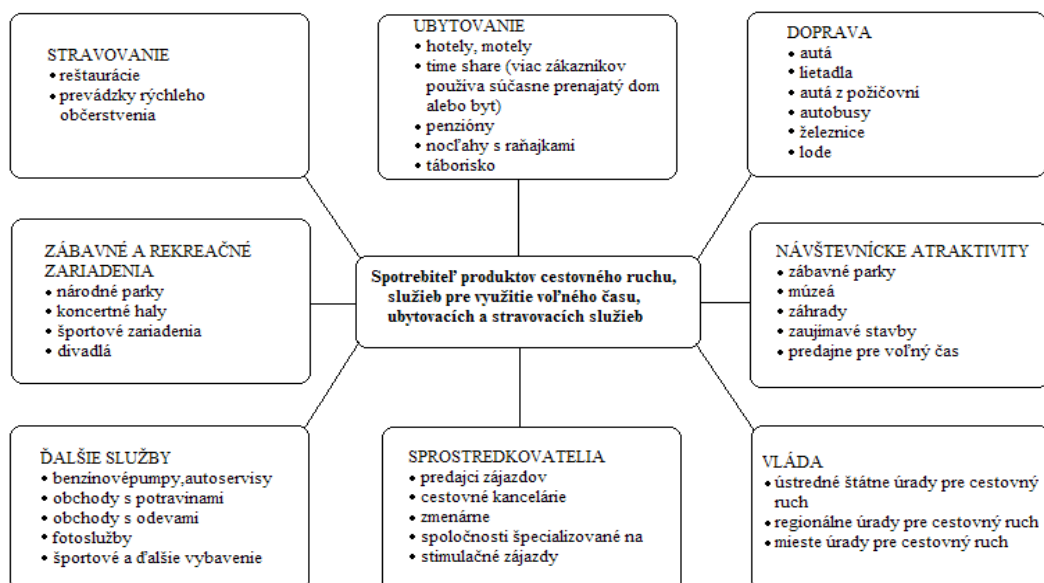 STRAVOVANIE
• reštaurácie
• prevádzky rýchleho
občerstvenia
UBYTOVANIE
• hotely, motely
• time share (viac zákazníkov
používa súčasne prenajatý dom
alebo byt)
• penzióny
• nocľahy s raňajkami
• táborisko
DOPRAVA
• autá
• lietadla
• autá z požičovní
• autobusy
• železnice
• lode
ZÁBAVNÉ A REKREAČNÉ
ZARIADENIA
• národné parky
• koncertné haly
• športové zariadenia
• divadlá
Spotrebiteľ produktov cestovného ruchu,
služieb pre využitie voľného času,
ubytovacích a stravovacích služieb
NÁVŠTEVNÍCKE ATRAKTIVITY
• zábavné parky
• múzeá
• záhrady
• zaujimavé stavby
• predajne pre voľný čas
ĎALŠIE SLUŽBY
• benzinovépumpy,autoservisy
• obchody s potravinami
• obchody s odevami
• fotoslužby
• športové a ďalšie vybavenie
SPROSTREDKOVATELIA
• predajci zájazdov
• cestovné kancelárie
• zmenárne
• spoločnosti špecializované na
• stimulačné zájazdy
VLÁDA
• ústredné štátne úrady pre cestovný
ruch
• regionálne úrady pre cestovný ruch
• mieste úrady pre cestovný ruch